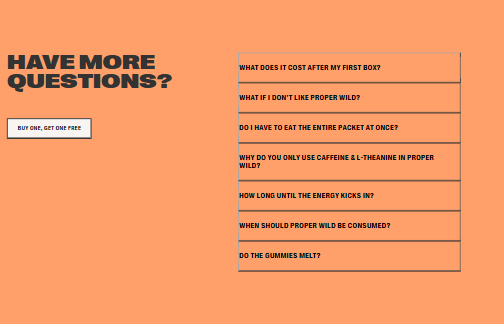 HAVE MORE
QUESTIONS?
BUY ONE, GET ONE FREE
WHAT DOES IT COST AFTER MY FIRST BOX?
WHAT IF I DON'T LIKE PROPER WILD?
DO I HAVE TO EAT THE ENTIRE PACKET AT ONCE?
WHY DO YOU ONLY USE CAFFEINE & L-THEANINE IN PROPER
WILD?
HOW LONG UNTIL THE ENERGY KICKS IN?
WHEN SHOULD PROPER WILD BE CONSUMED?
DO THE GUMMIES MELT?